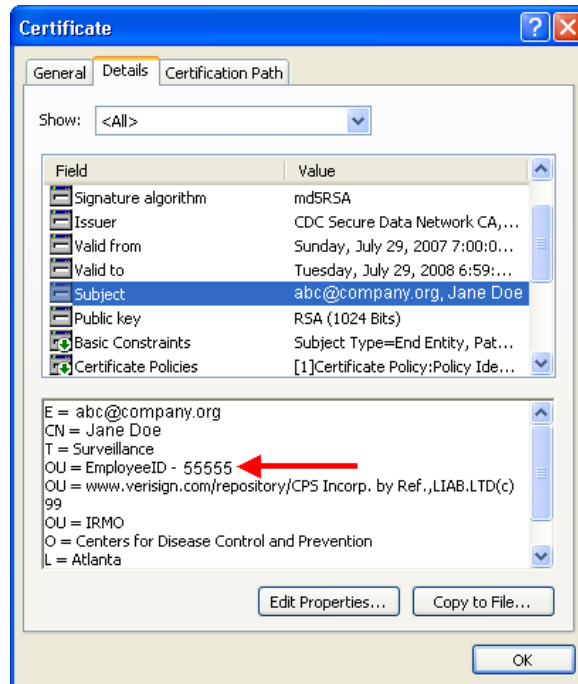 Certificate
General Details Certification Path
Show: <All>
Field Value
Signature algorithm md5RSA
Issuer CDC Secure Data Network CA,...
Valid from Sunday, July 29, 2007 7:00:0...
Valid to Tuesday, July 29, 2008 6:59:...
Subject abc@company.org, Jane Doe
Public key RSA (1024 Bits)
Basic Constraints Subject Type=End Entity, Pat...
Certificate Policies [1]Certificate Policy:Policy Ide...
E = abc@company.org
CN = Jane Doe
T = Surveillance
OU = EmployeeID - 55555
OU = www.verisign.com/repository/CPS Incorp. by Ref.,LIAB.LTD(c)
99
OU = IRMO
O = Centers for Disease Control and Prevention
L = Atlanta
Edit Properties... Copy to File...
OK